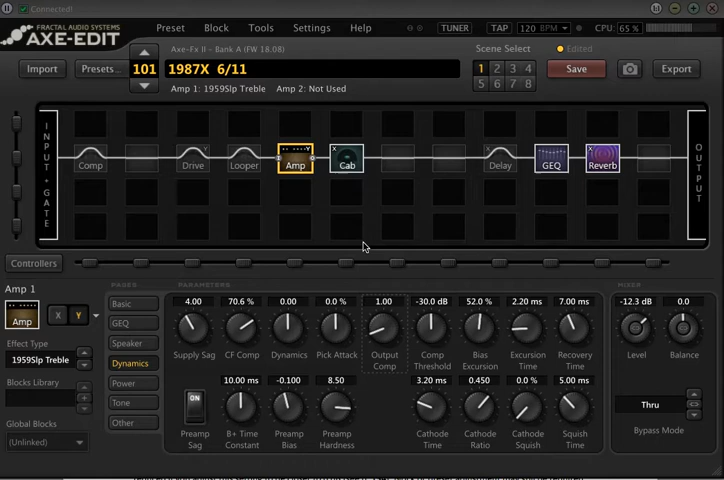 Connected!
FRACTAL AUDIO SYSTEMS
AXE-EDIT
Preset Block Tools Settings Help
TUNER TAP 120 BPM CPU: 65 %
Import Presets...
101
Axe-Fx II - Bank A (FW 18.08)
1987X 6/11
Amp 1: 1959Slp Treble Amp 2: Not Used
Scene Select Edited
1 2 3 4
5 6 7 8
Save Export
INPUT + GATE
Comp Drive Y Looper Amp Y Cab X Delay X GEQ Reverb X
OUTPUT
Controllers
Amp 1
Amp
X Y
Effect Type
1959Slp Treble
Blocks Library
Global Blocks
(Unlinked)
PAGES
Basic
GEQ
Speaker
Dynamics
Power
Tone
Other
PARAMETERS
4.00 70.6 % 0.00 0.0 % 1.00 -30.0 dB 52.0 % 2.20 ms 7.00 ms
Supply Sag CF Comp Dynamics Pick Attack Output Comp Comp Threshold Bias Excursion Excursion Time Recovery Time
ON 10.00 ms -0.100 8.50 3.20 ms 0.450 0.0 % 5.00 ms
Preamp Sag B+ Time Constant Preamp Bias Preamp Hardness Cathode Time Cathode Ratio Cathode Squish Squish Time
MIXER
-12.3 dB 0.0
Level Balance
Thru
Bypass Mode